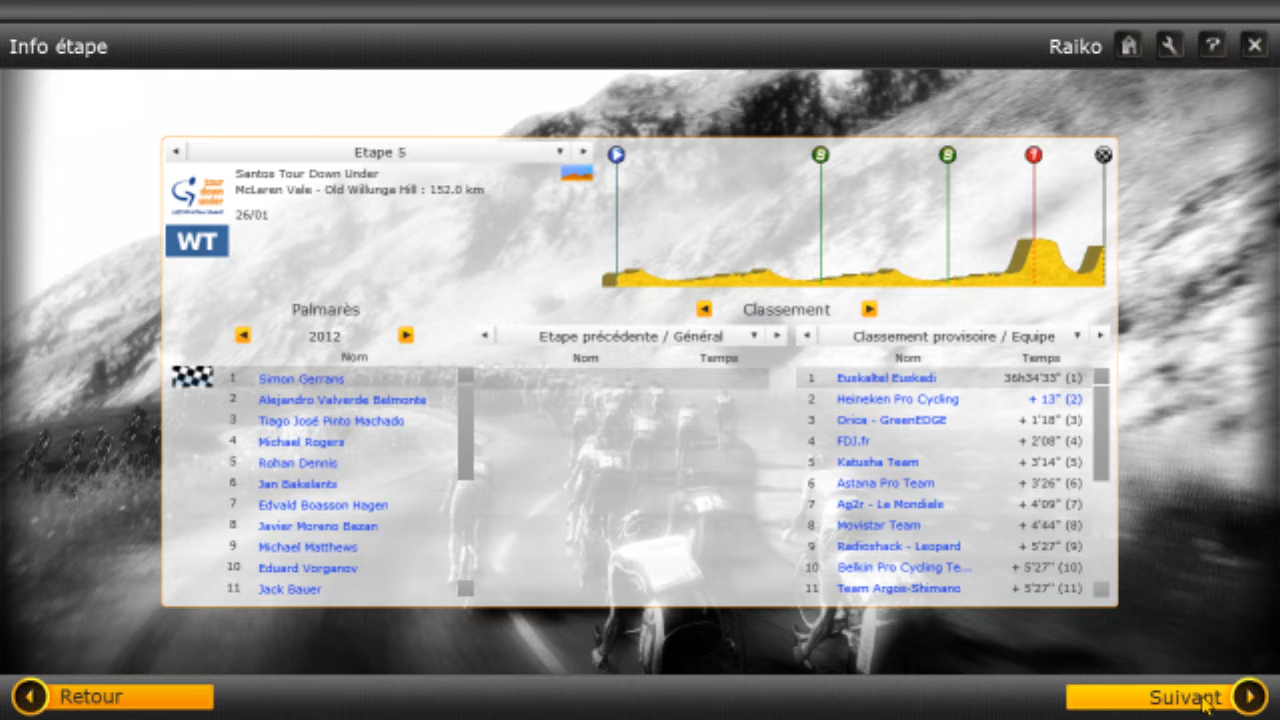 Info étape
Raiko
Etape 5
Santos Tour Down Under
McLaren Vale - Old Willunga Hill : 152.0 km
26/01
tour down under
WT
S
S
1
Palmarès
Classement
2012
Etape précédente / Général
Classement provisoire / Equipe
Nom
Nom Temps
Nom Temps
1 Simon Gerrans
2 Alejandro Valverde Belmonte
3 Tiago José Pinto Machado
4 Michael Rogers
5 Rohan Dennis
6 Jan Bakelants
7 Edvald Boasson Hagen
8 Javier Moreno Bazan
9 Michael Matthews
10 Eduard Vorganov
11 Jack Bauer
1 Euskaltel Euskadi 36h34'33" (1)
2 Heineken Pro Cycling + 13" (2)
3 Orica - GreenEDGE + 1'18" (3)
4 FDJ.fr + 2'08" (4)
5 Katusha Team + 3'14" (5)
6 Astana Pro Team + 3'26" (6)
7 Ag2r - La Mondiale + 4'09" (7)
8 Movistar Team + 4'44" (8)
9 Radioshack - Leopard + 5'27" (9)
10 Belkin Pro Cycling Te... + 5'27" (10)
11 Team Argos-Shimano + 5'27" (11)
Retour
Suivant